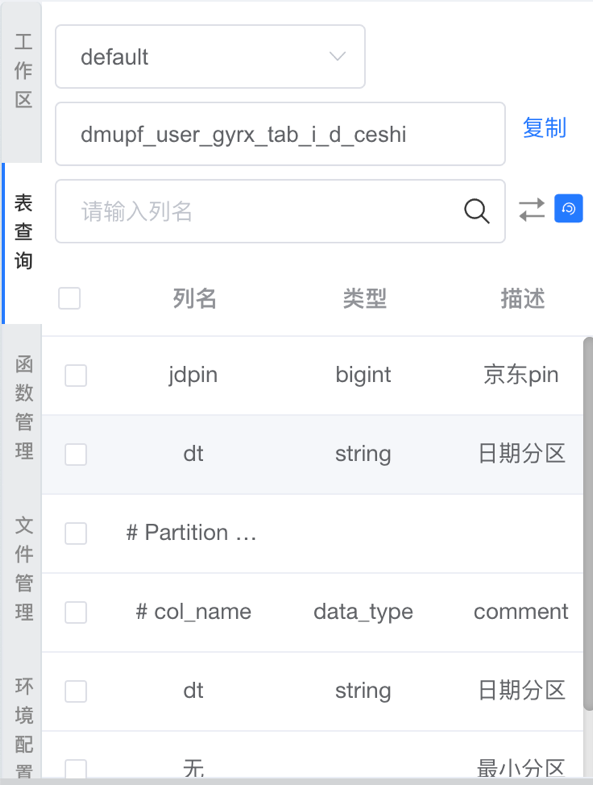 工作区
表查询
函数管理
文件管理
环境配置
default
dmupf_user_gyrx_tab_i_d_ceshi 复制
请输入列名
列名 类型 描述
jdpin bigint 京东pin
dt string 日期分区
# Partition …
# col_name data_type comment
dt string 日期分区
无 最小分区